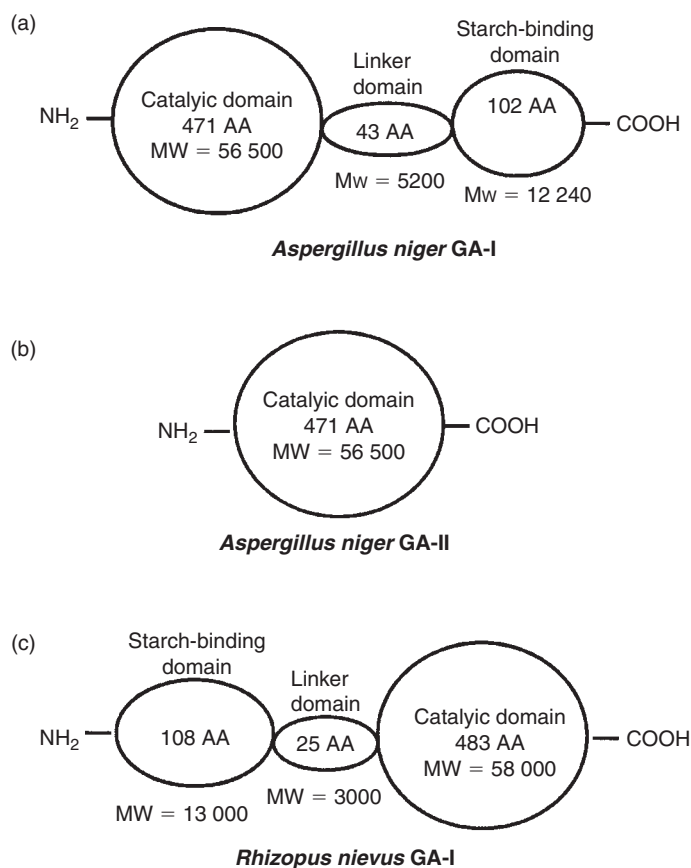 (a)
Starch-binding
domain
Linker
domain
NH2
Catalyic domain
471 AA
MW = 56 500
43 AA
102 AA
COOH
Mw = 5200
Mw = 12 240
Aspergillus niger GA-I
(b)
NH2
Catalyic domain
471 AA
MW = 56 500
COOH
Aspergillus niger GA-II
(c)
Starch-binding
domain
Linker
domain
NH2
108 AA
25 AA
Catalyic domain
483 AA
MW = 58 000
COOH
MW = 13 000
MW = 3000
Rhizopus nievus GA-I